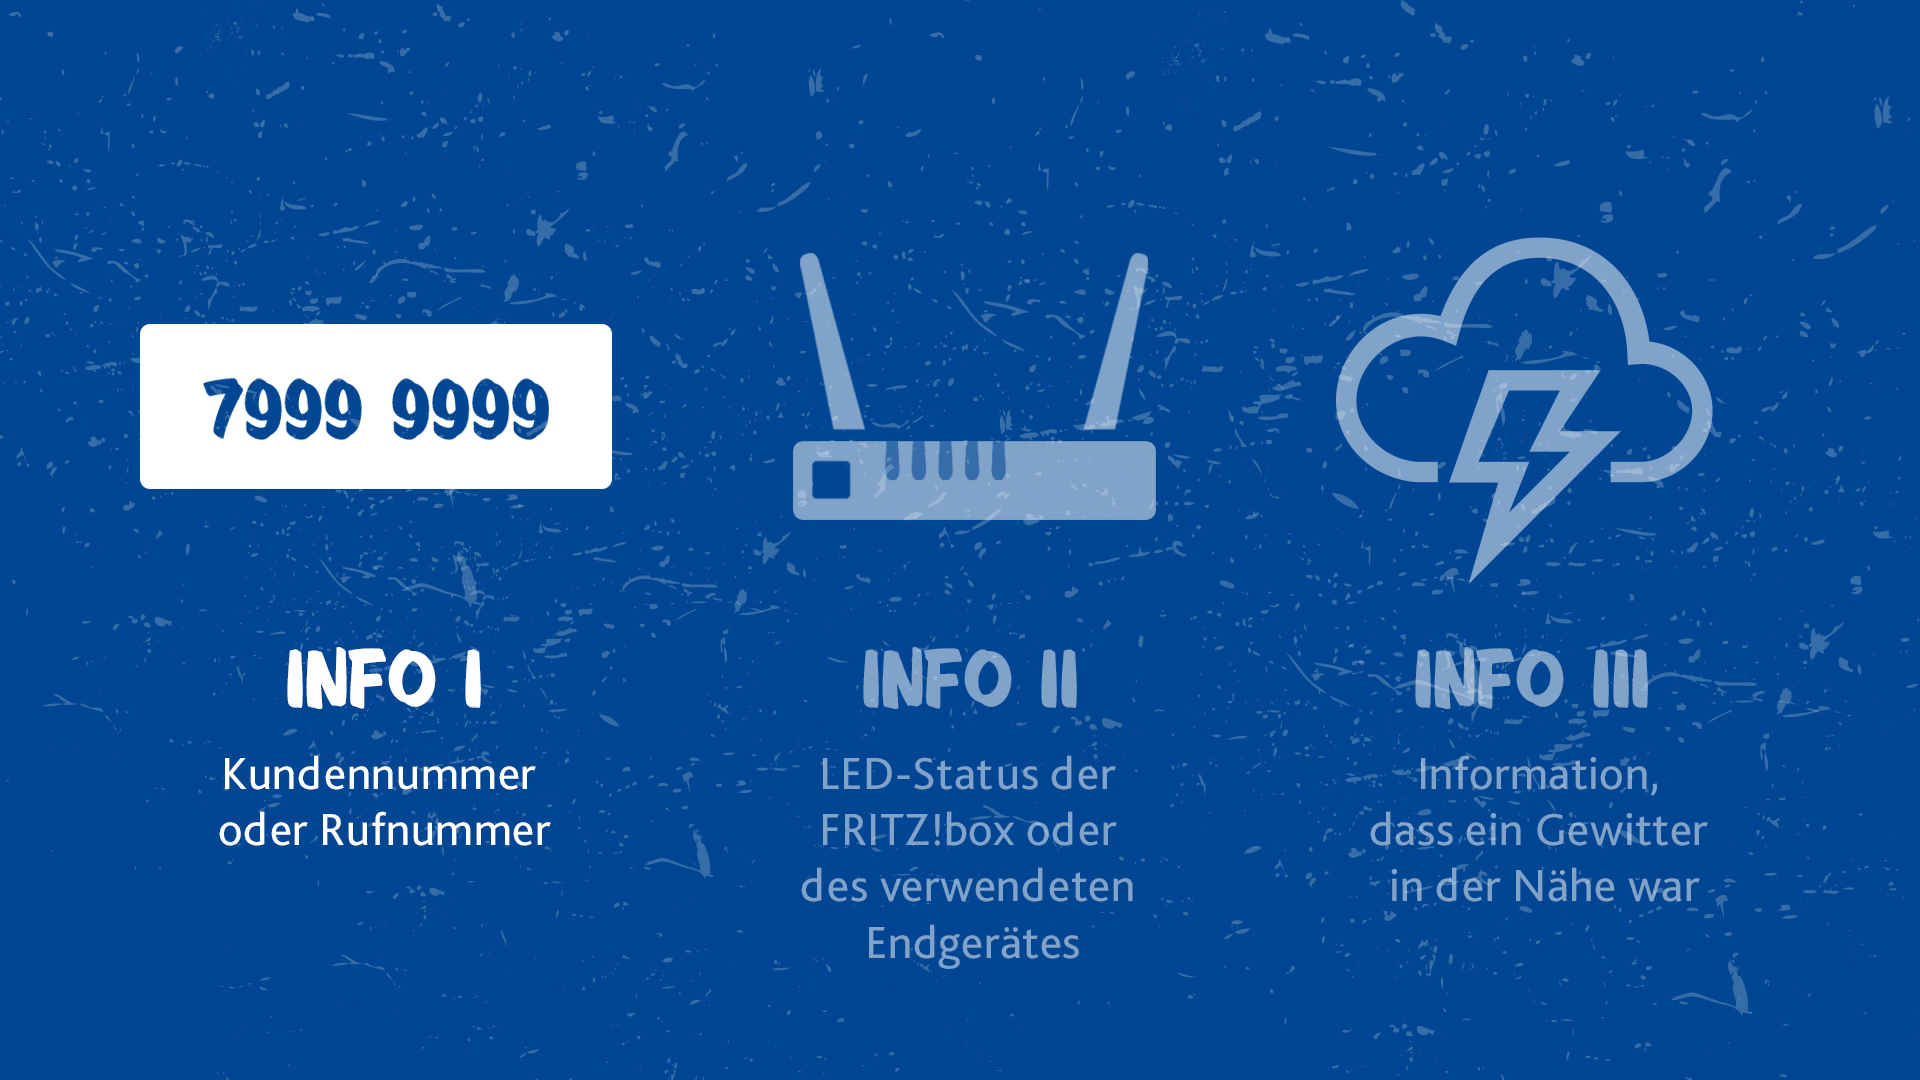 7999 9999
INFO I
Kundennummer
oder Rufnummer
INFO II
LED-Status der
FRITZ!box oder
des verwendeten
Endgerätes
INFO III
Information,
dass ein Gewitter
in der Nähe war